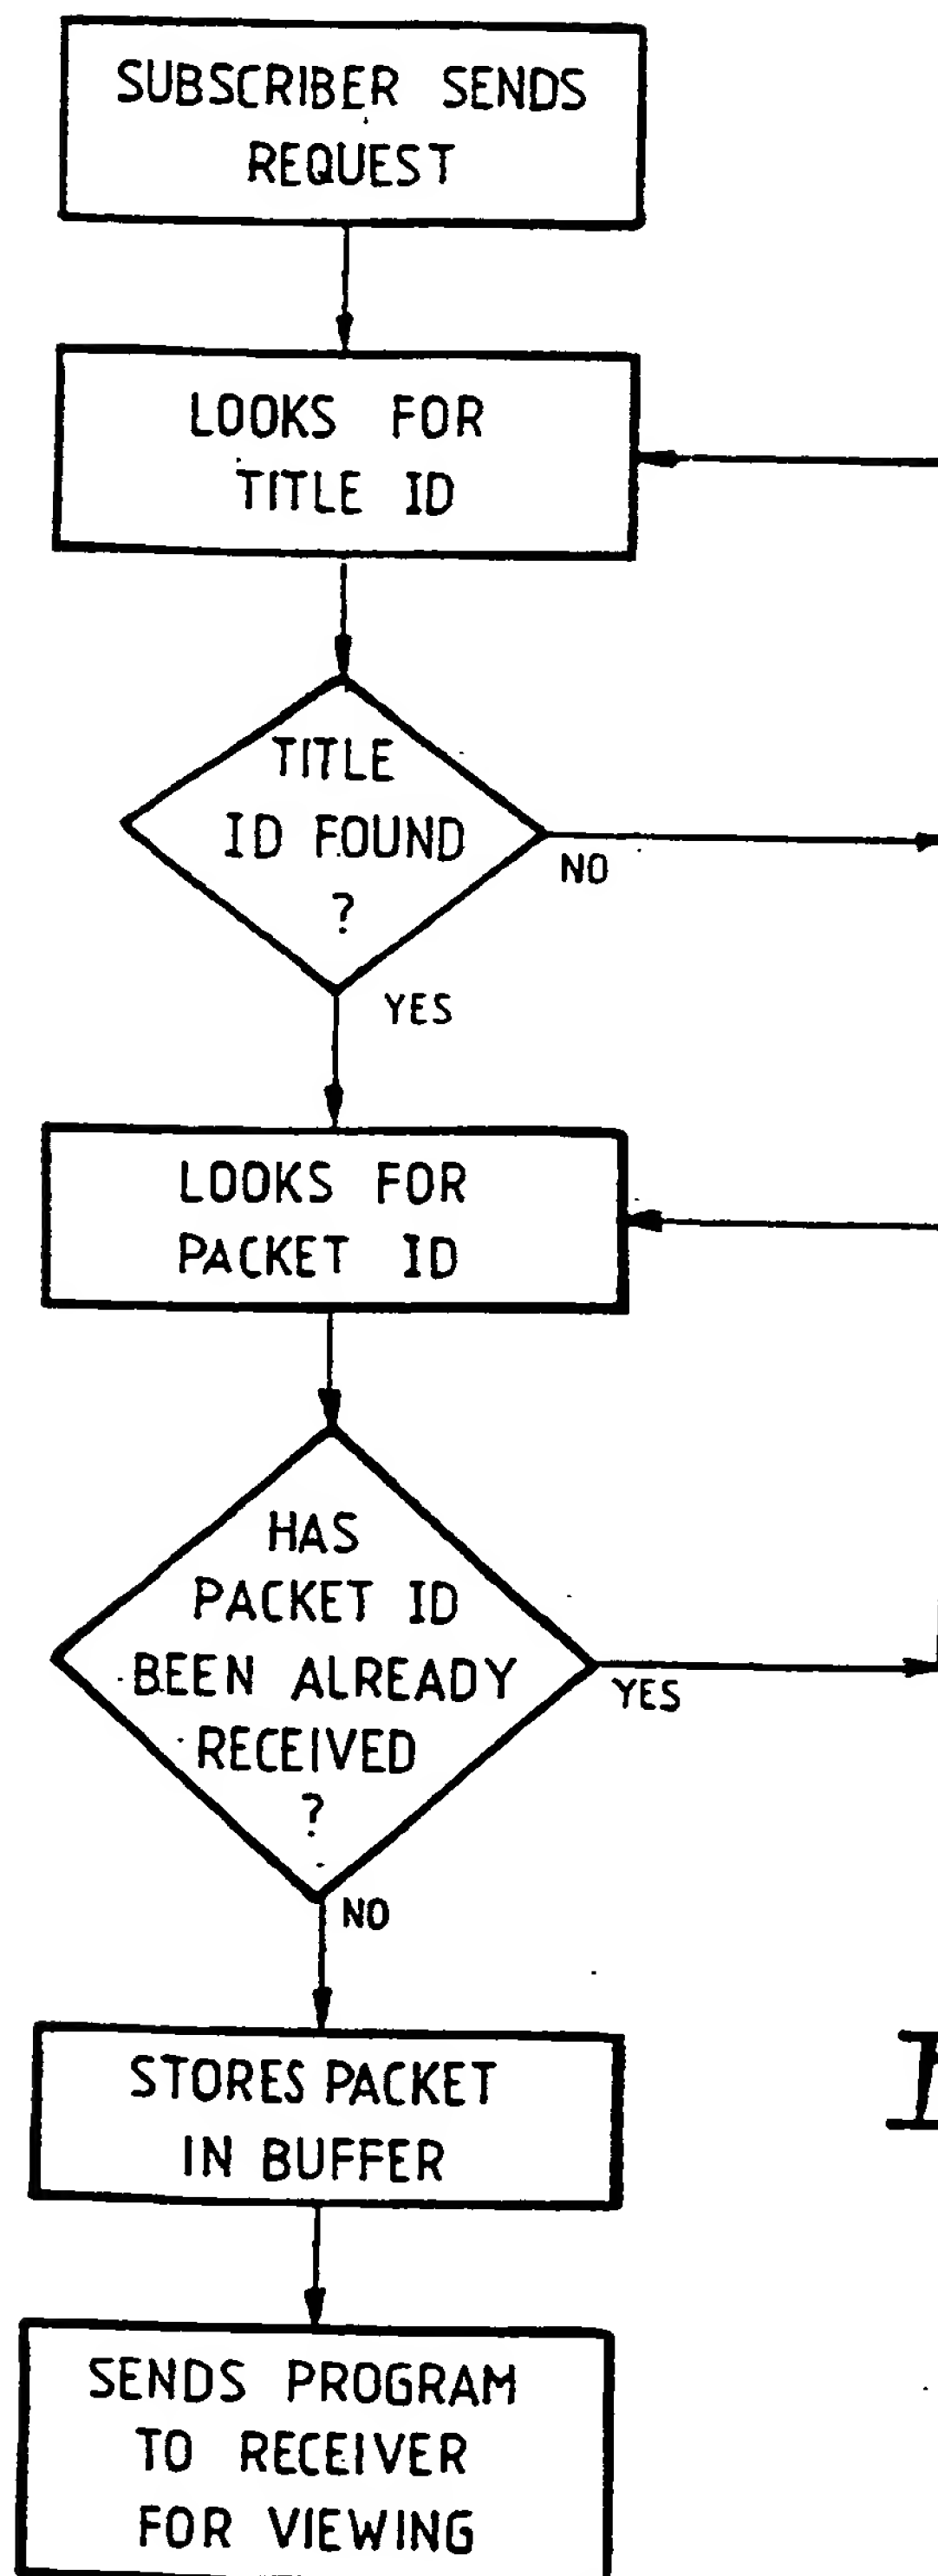 SUBSCRIBER SENDS
REQUEST
LOOKS FOR
TITLE ID
TITLE
ID FOUND
?
NO
YES
LOOKS FOR
PACKET ID
HAS
PACKET ID
BEEN ALREADY
RECEIVED
?
YES
NO
STORES PACKET
IN BUFFER
SENDS PROGRAM
TO RECEIVER
FOR VIEWING